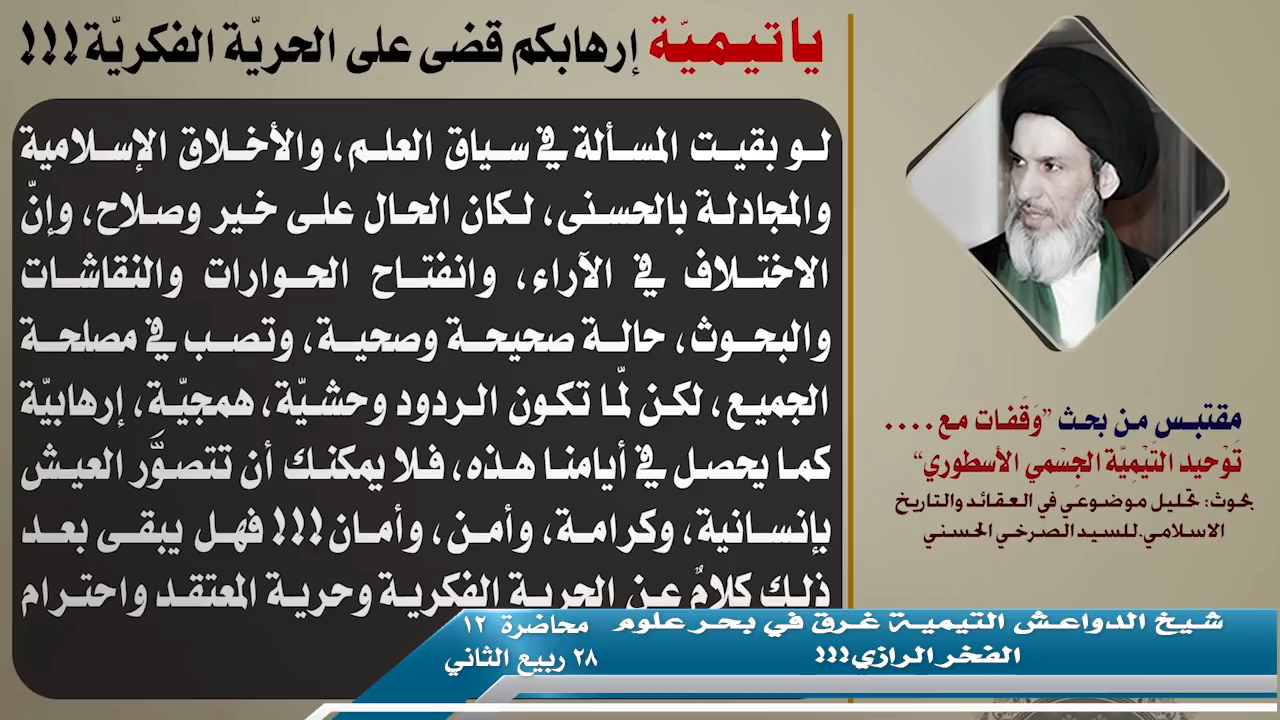 يا تيميّة إرهابكم قضى على الحريّة الفكريّة!!!
لو بقيت المسألة في سياق العلم، والأخلاق الإسلامية
والمجادلة بالحسنى، لكان الحال على خير وصلاح، وإنّ
الاختلاف في الآراء، وانفتاح الحوارات والنقاشات
والبحوث، حالة صحيحة وصحية، وتصب في مصلحة
الجميع، لكن لمّا تكون الردود وحشيّة، همجيّة، إرهابيّة
كما يحصل في أيامنا هذه، فلا يمكنك أن تتصوَّر العيش
بإنسانية، وكرامة، وأمن، وأمان!!! فهل يبقى بعد
ذلك كلامٌ عن الحرية الفكرية وحرية المعتقد واحترام
مقتبس من بحث "وَقَفات مع....
تَوْحيد التَيْمِيّة الجِسْمي الأسطوري"
بحوث: تحليل موضوعي في العقائد والتاريخ
الاسلامي.للسيد الصرخي الحسني
شيخ الدواعش التيمية غرق في بحر علوم
الفخر الرازي!!!
محاضرة ١٢
٢٨ ربيع الثاني